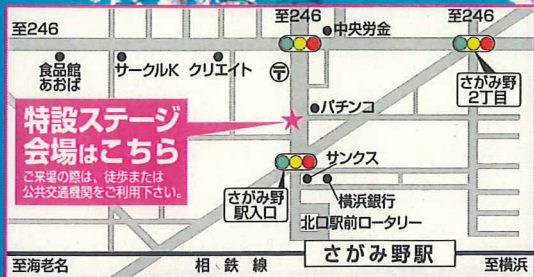 至246
至246
至246
中央労金
食品館
あおば
サークルK
クリエイト
〒
さがみ野
2丁目
パチンコ
特設ステージ
会場はこちら
ご来場の際は、徒歩または
公共交通機関をご利用下さい。
サンクス
さがみ野
駅入口
横浜銀行
北口駅前ロータリー
さがみ野駅
至海老名
相鉄線
至横浜